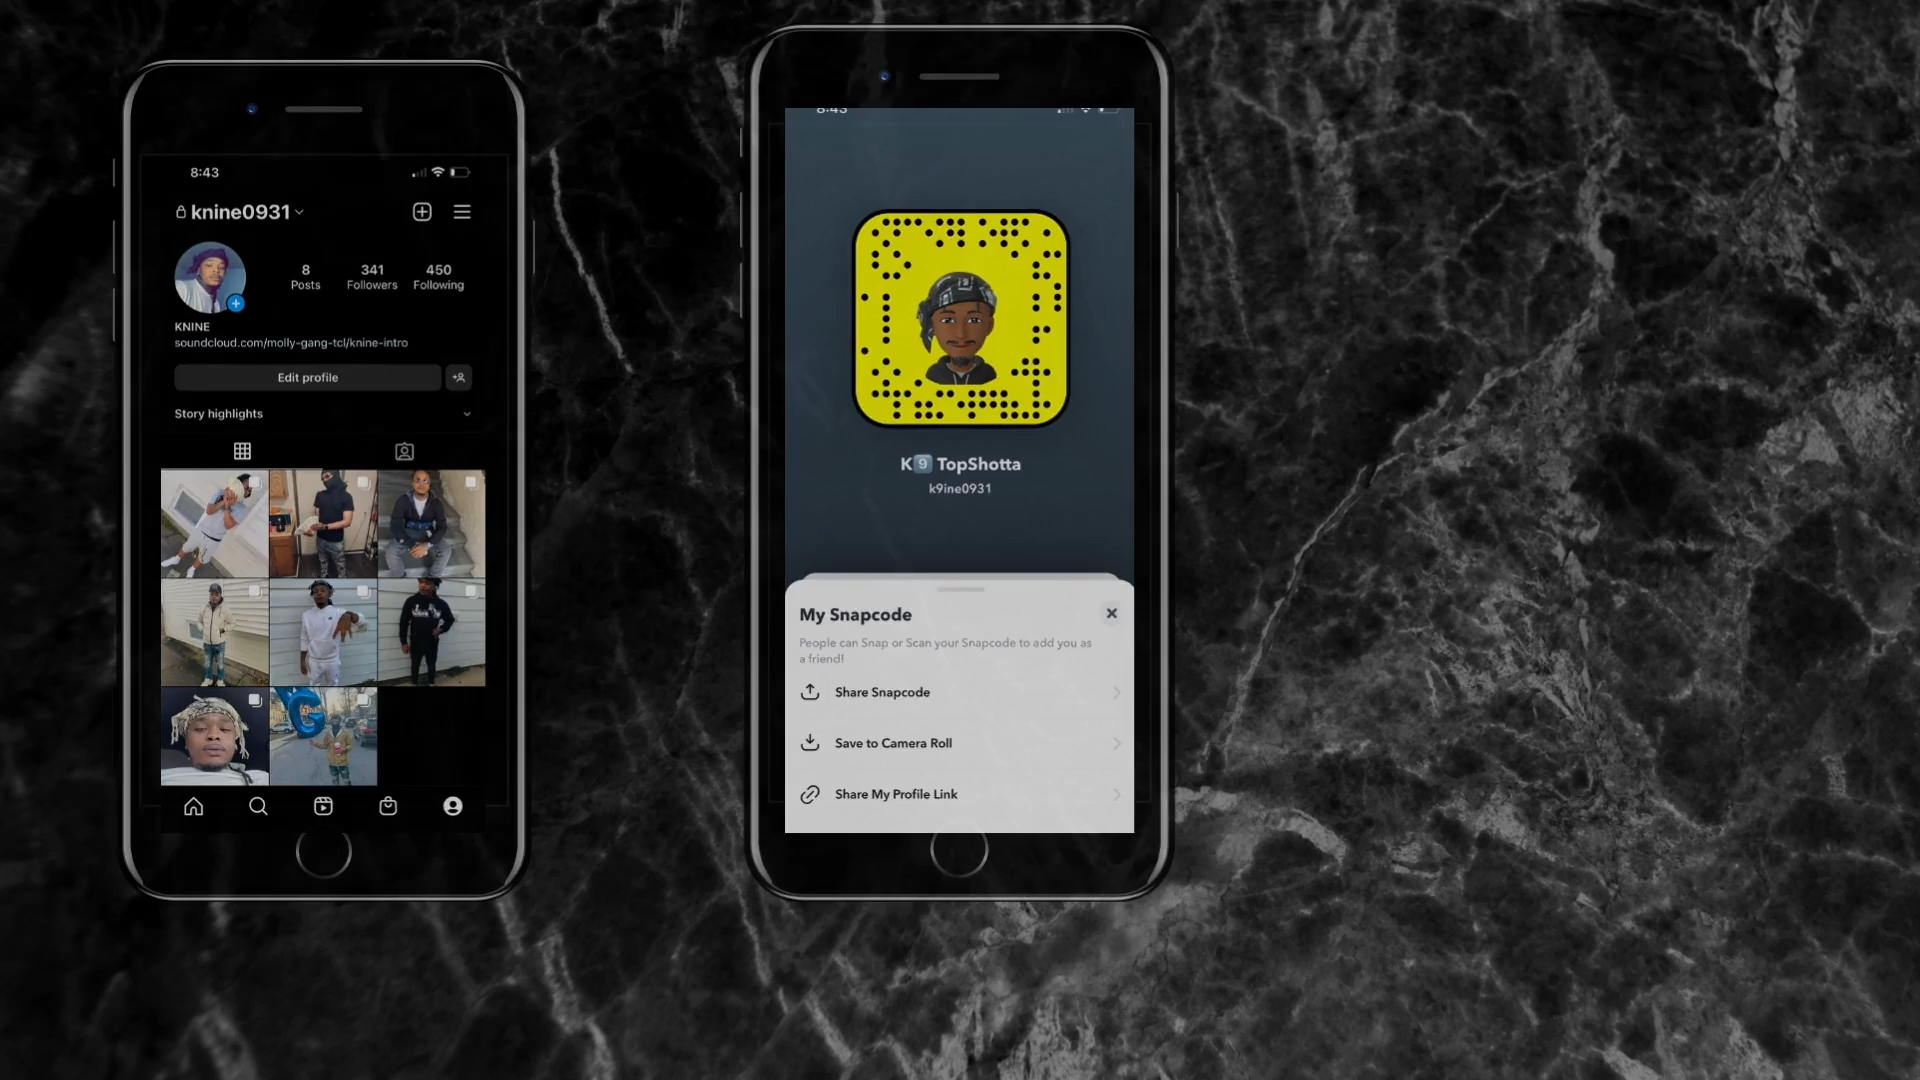 8:43
knine0931
8 341 450
Posts Followers Following
KNINE
soundcloud.com/molly-gang-tcl/knine-intro
Edit profile
Story highlights
8:43
K9 TopShotta
k9ine0931
My Snapcode
People can Snap or Scan your Snapcode to add you as
a friend!
Share Snapcode
Save to Camera Roll
Share My Profile Link